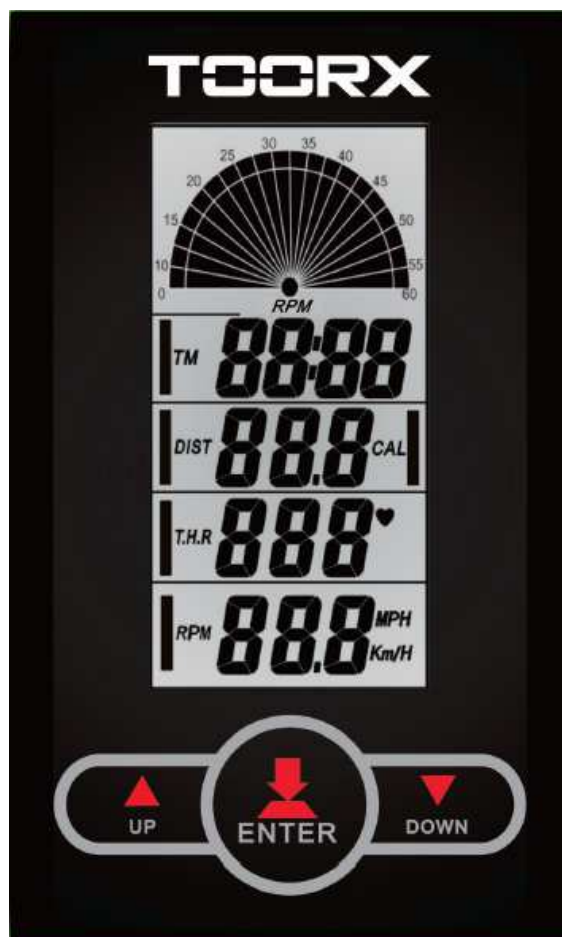 TOORX
30 35
25 40
20 45
15 50
10 55
0 60
RPM
TM 88:88
DIST 88.8 CAL
T.H.R 888
RPM 88.8 MPH
Km/H
UP ENTER DOWN